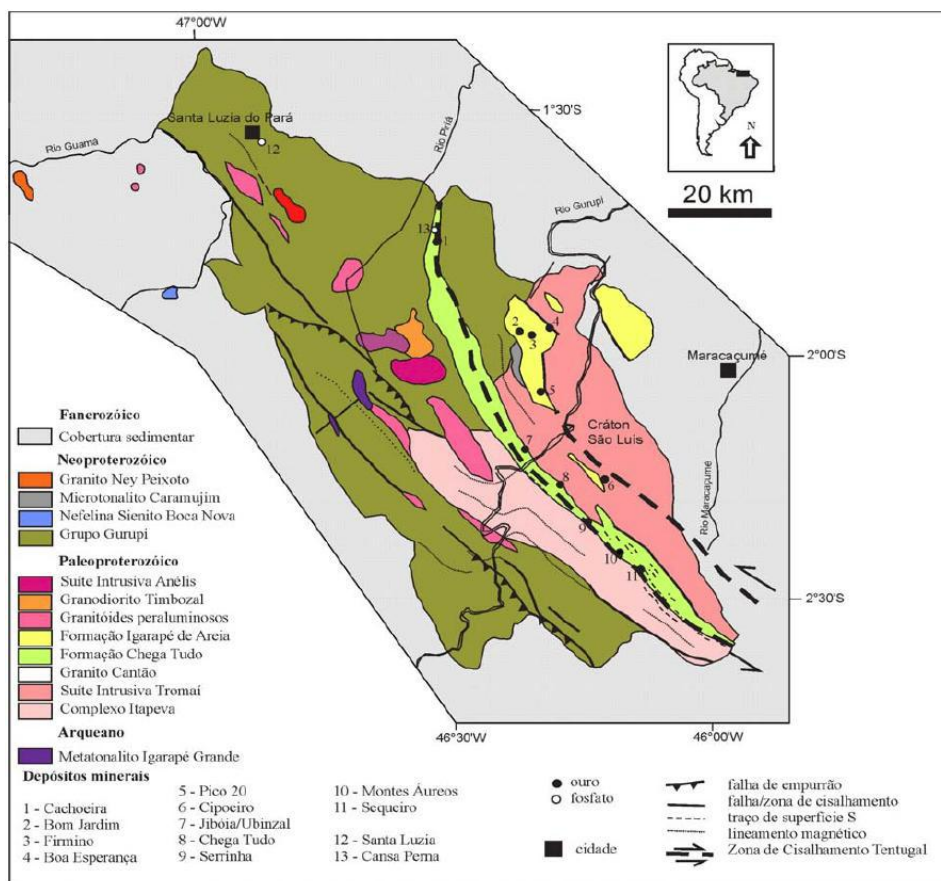 47°00'W
N
20 km
1°30'S
Santa Luzia do Pará
12
Rio Guamá
Rio Piriá
Rio Gurupí
13
1
2
3
4
5
2°00'S
Maracaçumé
Cráton
São Luis
7
8
6
9
10
11
Rio Maracaçumé
2°30'S
46°30'W
46°00'W
Fanerozóico
Cobertura sedimentar
Neoproterozóico
Granito Ney Peixoto
Microtonalito Caramujim
Nefelina Sienito Boca Nova
Grupo Gurupi
Paleoproterozóico
Suíte Intrusiva Anélis
Granodiorito Timbozal
Granitóides peraluminosos
Formação Igarapé de Areia
Formação Chega Tudo
Granito Cantão
Suíte Intrusiva Tromaí
Complexo Itapeva
Arqueano
Metatonalito Igarapé Grande
Depósitos minerais
1 - Cachoeira
2 - Bom Jardim
3 - Firmino
4 - Boa Esperança
5 - Pico 20
6 - Cipoeiro
7 - Jibóia/Ubinzal
8 - Chega Tudo
9 - Serrinha
10 - Montes Áureos
11 - Sequeiro
12 - Santa Luzia
13 - Cansa Perna
ouro
fosfato
cidade
falha de empurrão
falha/zona de cisalhamento
traço de superfície S
lineamento magnético
Zona de Cisalhamento Tentugal